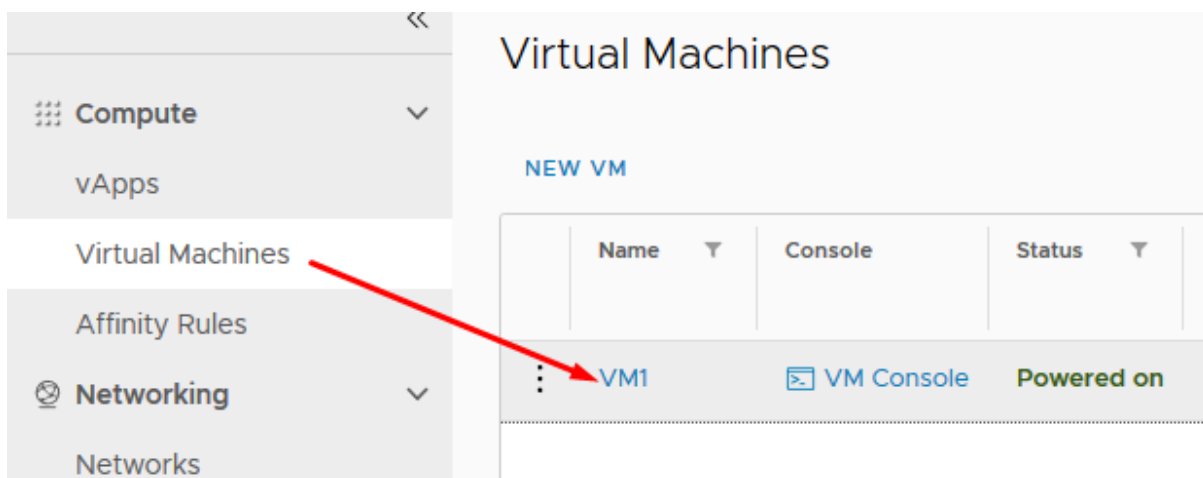 Compute
vApps
Virtual Machines
Affinity Rules
Networking
Networks
Virtual Machines
NEW VM
Name Console Status
VM1 VM Console Powered on